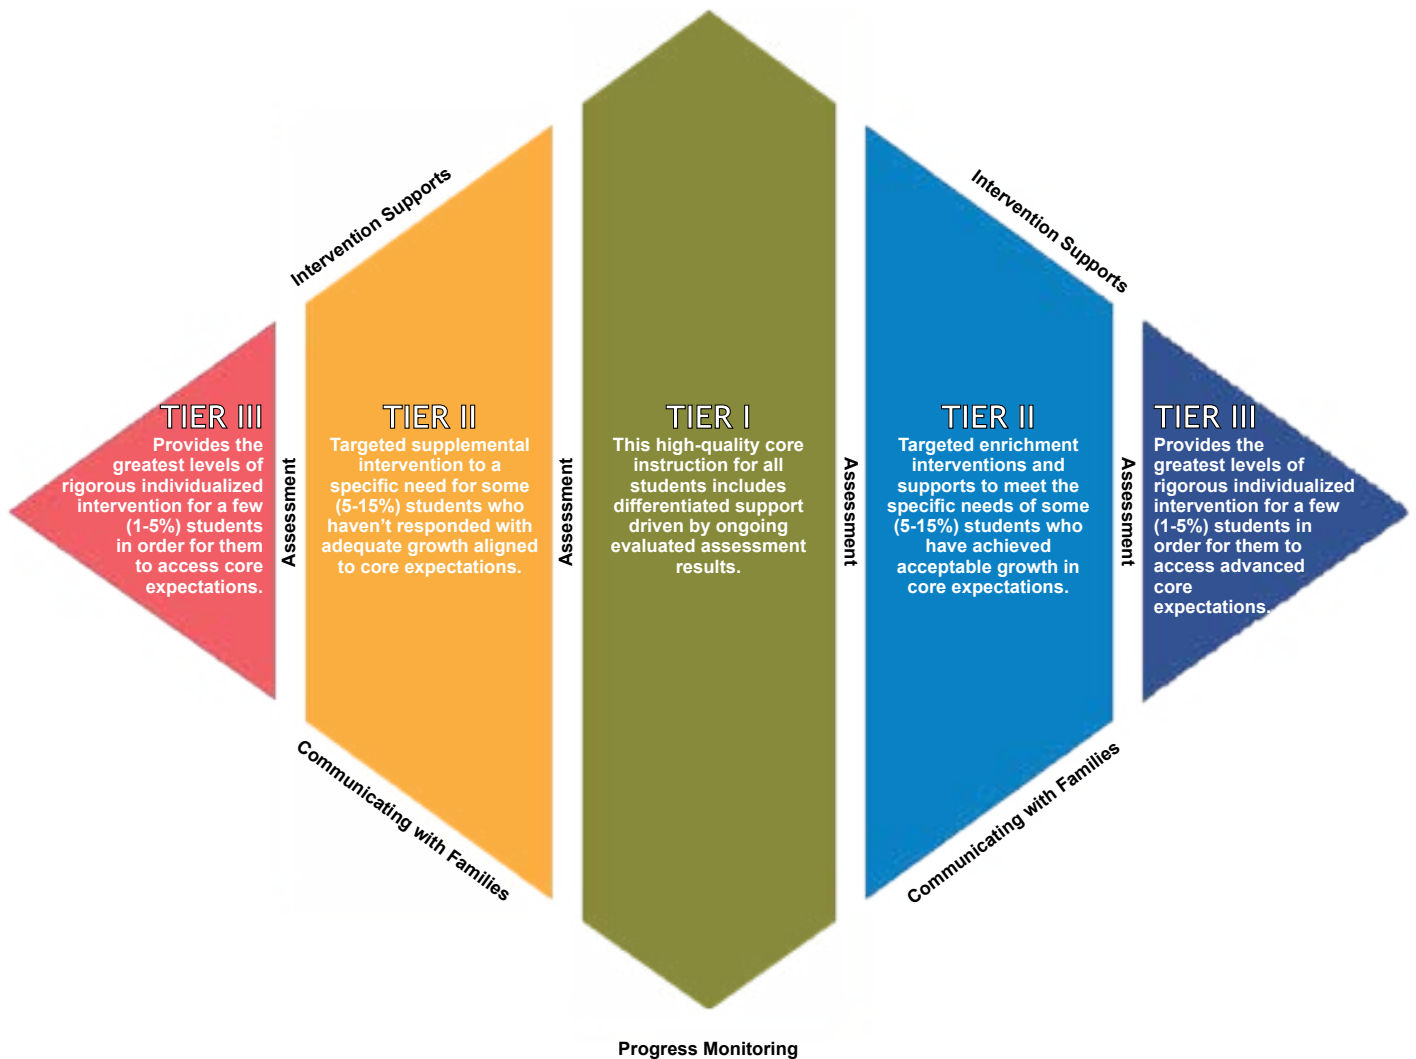 Intervention Supports
Intervention Supports
TIER III
Provides the
greatest levels of
rigorous individualized
intervention for a few
(1-5%) students
in order for them
to access core
expectations.
Assessment
TIER II
Targeted supplemental
intervention to a
specific need for some
(5-15%) students who
haven’t responded with
adequate growth aligned
to core expectations.
Assessment
TIER I
This high-quality core
instruction for all
students includes
differentiated support
driven by ongoing
evaluated assessment
results.
Assessment
TIER II
Targeted enrichment
interventions and
supports to meet the
specific needs of some
(5-15%) students who
have achieved
acceptable growth in
core expectations.
Assessment
TIER III
Provides the
greatest levels of
rigorous individualized
intervention for a few
(1-5%) students in
order for them to
access advanced
core
expectations.
Communicating with Families
Communicating with Families
Progress Monitoring